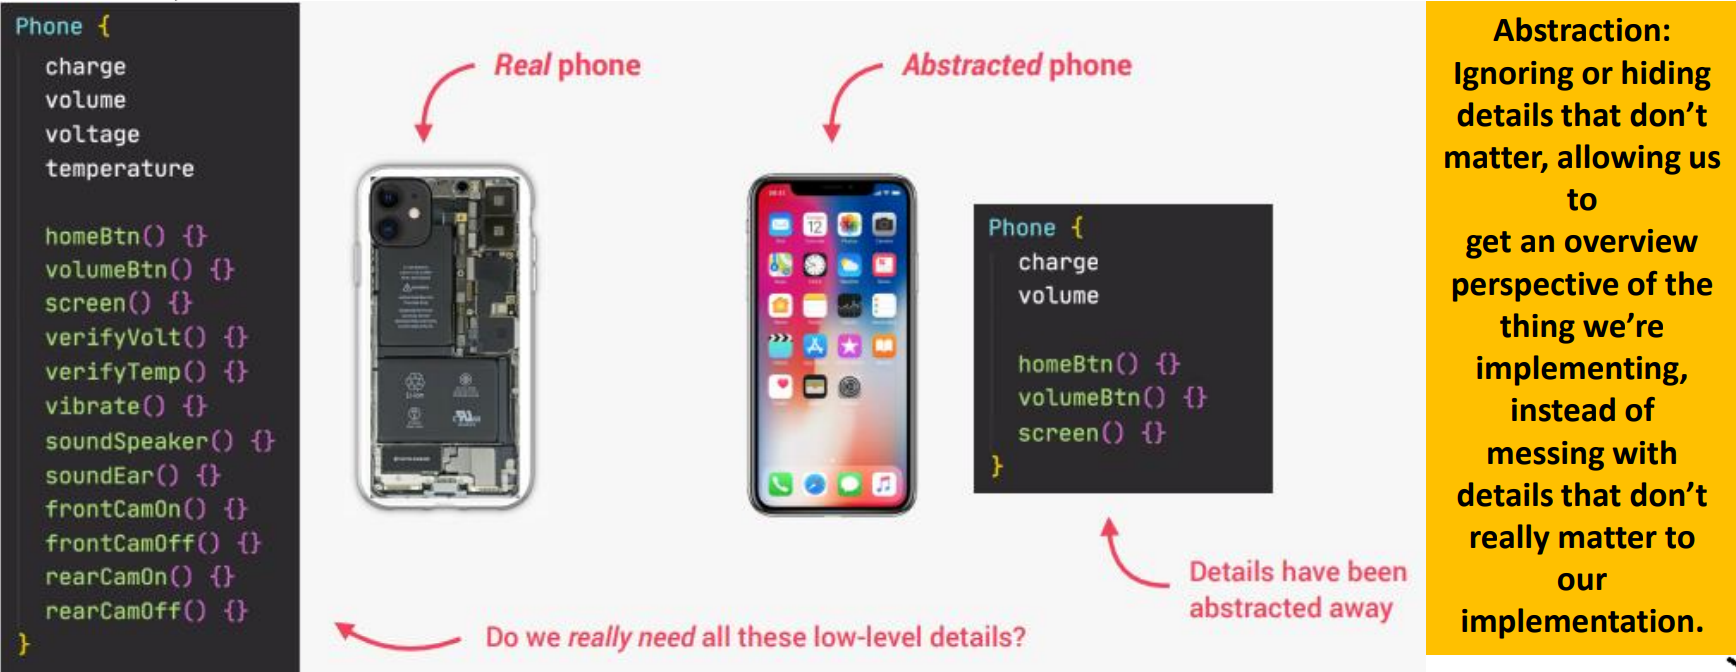 Phone {
charge
volume
voltage
temperature
homeBtn() {}
volumeBtn() {}
screen() {}
verifyVolt() {}
verifyTemp() {}
vibrate() {}
soundSpeaker() {}
soundEar() {}
frontCamOn() {}
frontCamOff() {}
rearCamOn() {}
rearCamOff() {}
}
Real phone
Abstracted phone
12
Li-ion
Phone {
charge
volume
homeBtn() {}
volumeBtn() {}
screen() {}
}
Details have been
abstracted away
Do we really need all these low-level details?
Abstraction:
Ignoring or hiding
details that don’t
matter, allowing us
to
get an overview
perspective of the
thing we’re
implementing,
instead of
messing with
details that don’t
really matter to
our
implementation.